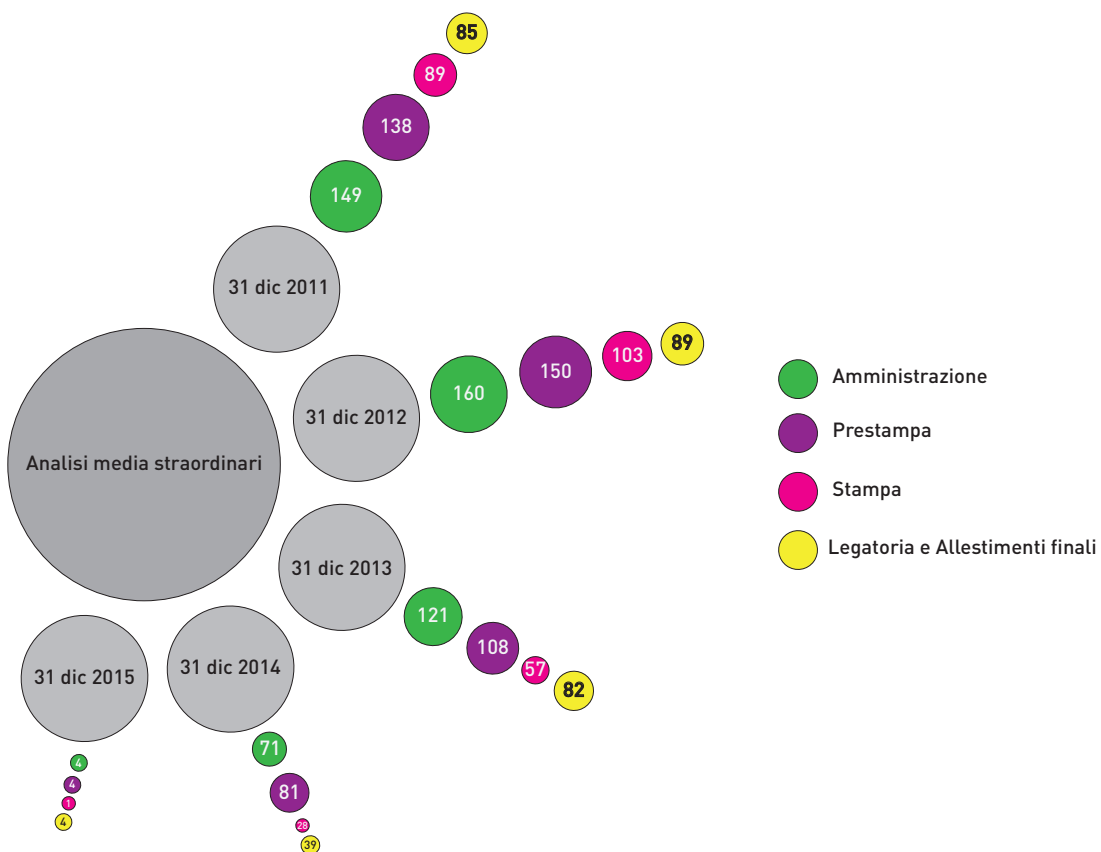 85
89
138
149
31 dic 2011
89
103
150
160
31 dic 2012
Analisi media straordinari
31 dic 2013
121
108
57
82
31 dic 2014
71
81
28
39
31 dic 2015
4
4
1
4
Amministrazione
Prestampa
Stampa
Legatoria e Allestimenti finali